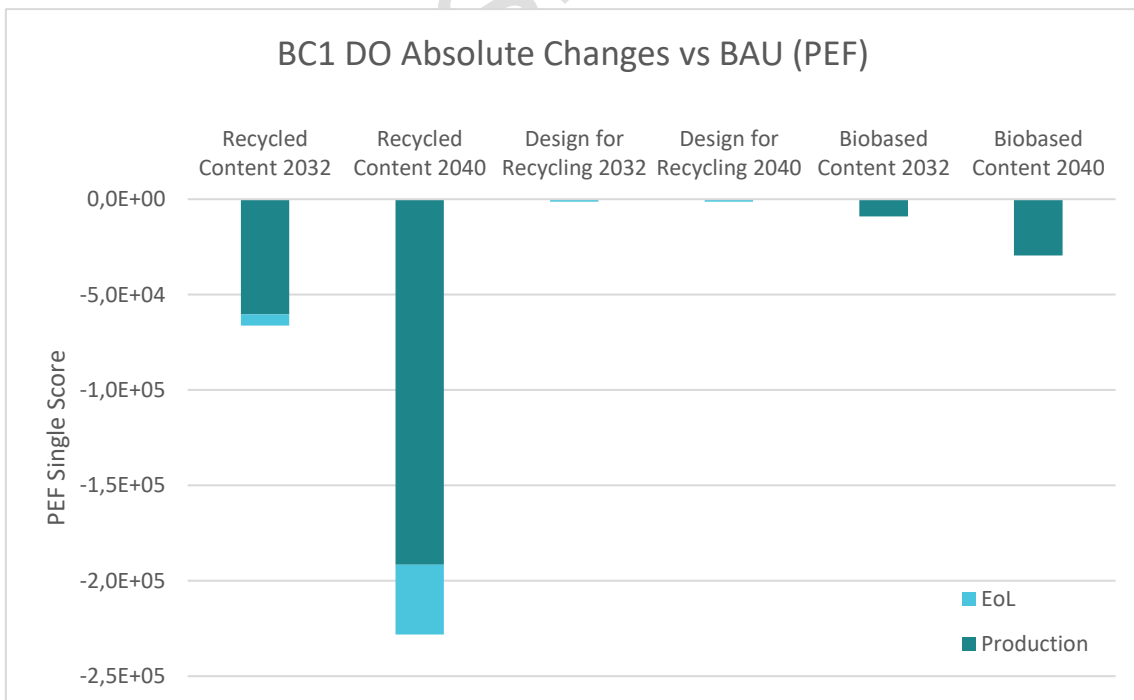 BC1 DO Absolute Changes vs BAU (PEF)
Recycled
Content 2032
Recycled
Content 2040
Design for
Recycling 2032
Design for
Recycling 2040
Biobased
Content 2032
Biobased
Content 2040
0,0E+00
-5,0E+04
-1,0E+05
-1,5E+05
-2,0E+05
-2,5E+05
PEF Single Score
EoL
Production